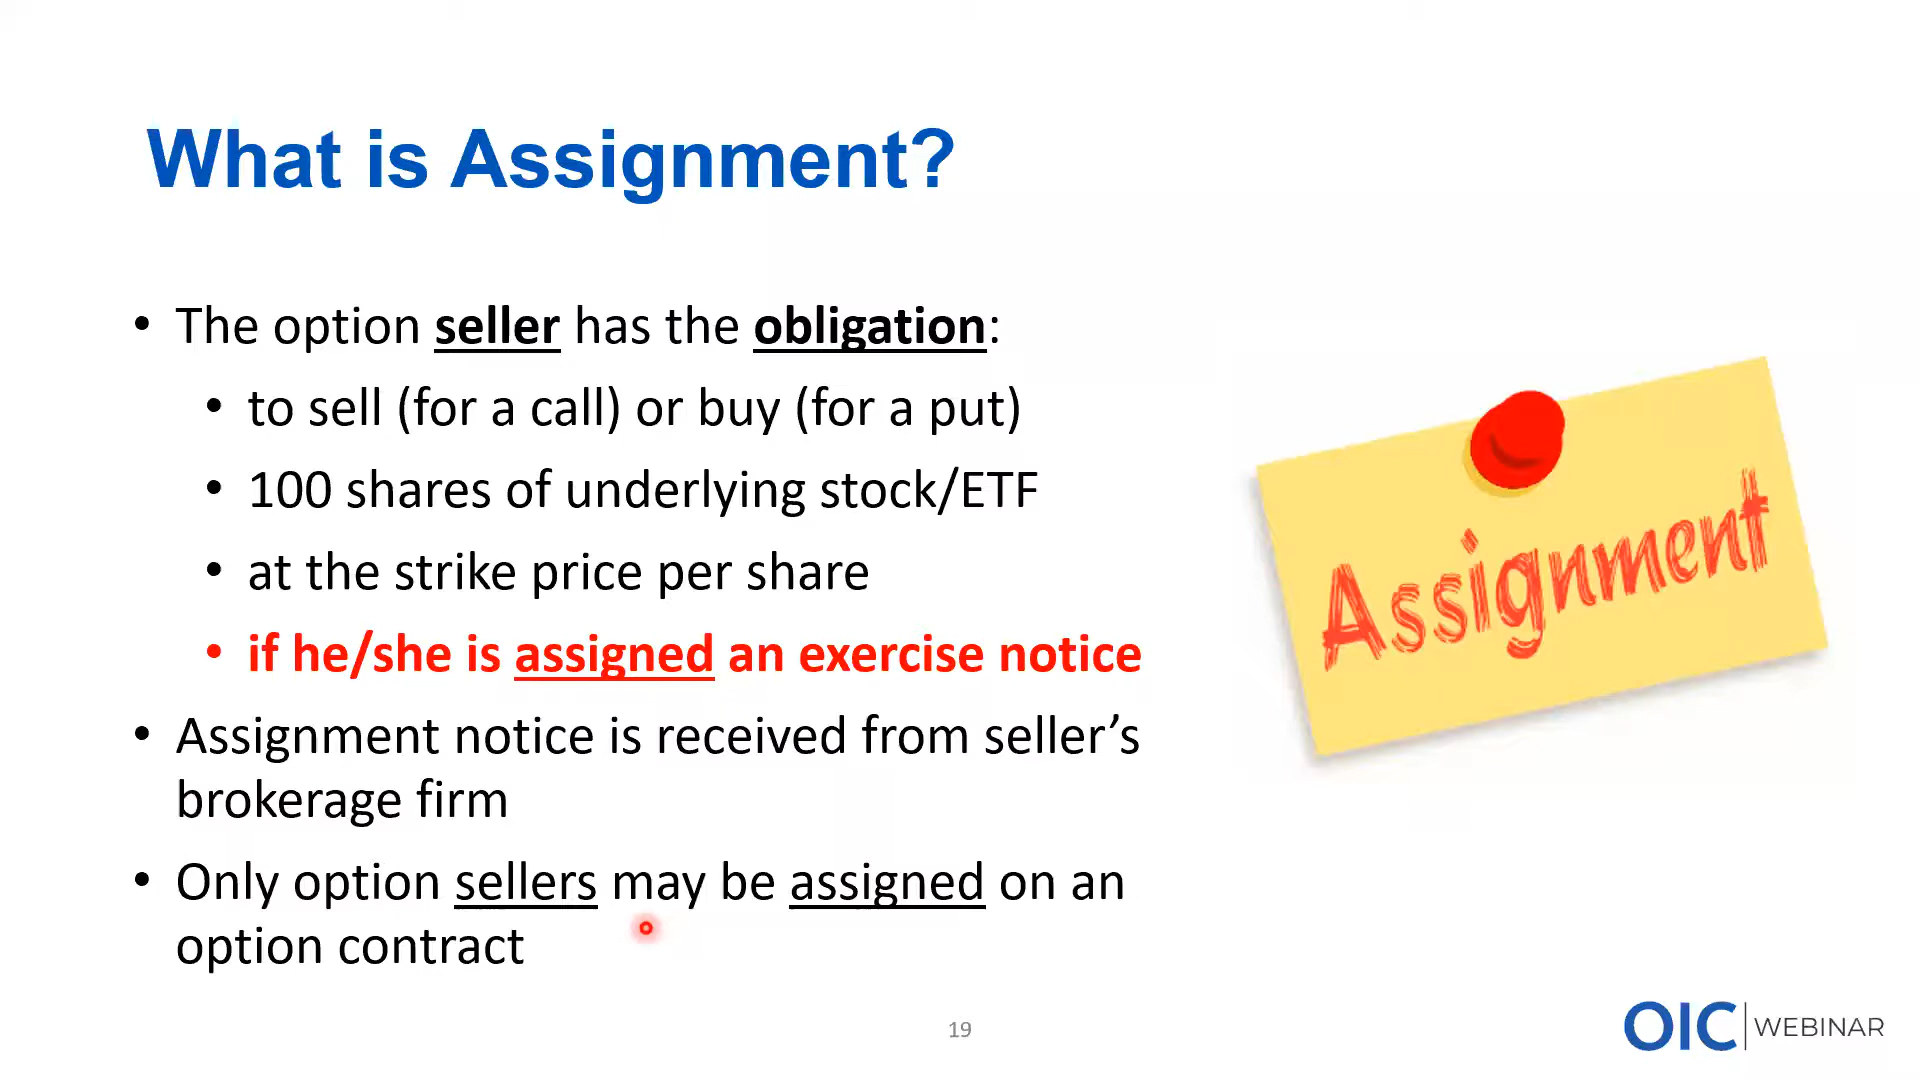 What is Assignment?
• The option seller has the obligation:
• to sell (for a call) or buy (for a put)
• 100 shares of underlying stock/ETF
• at the strike price per share
• if he/she is assigned an exercise notice
• Assignment notice is received from seller’s
brokerage firm
• Only option sellers may be assigned on an
option contract
Assignment
19
OIC WEBINAR